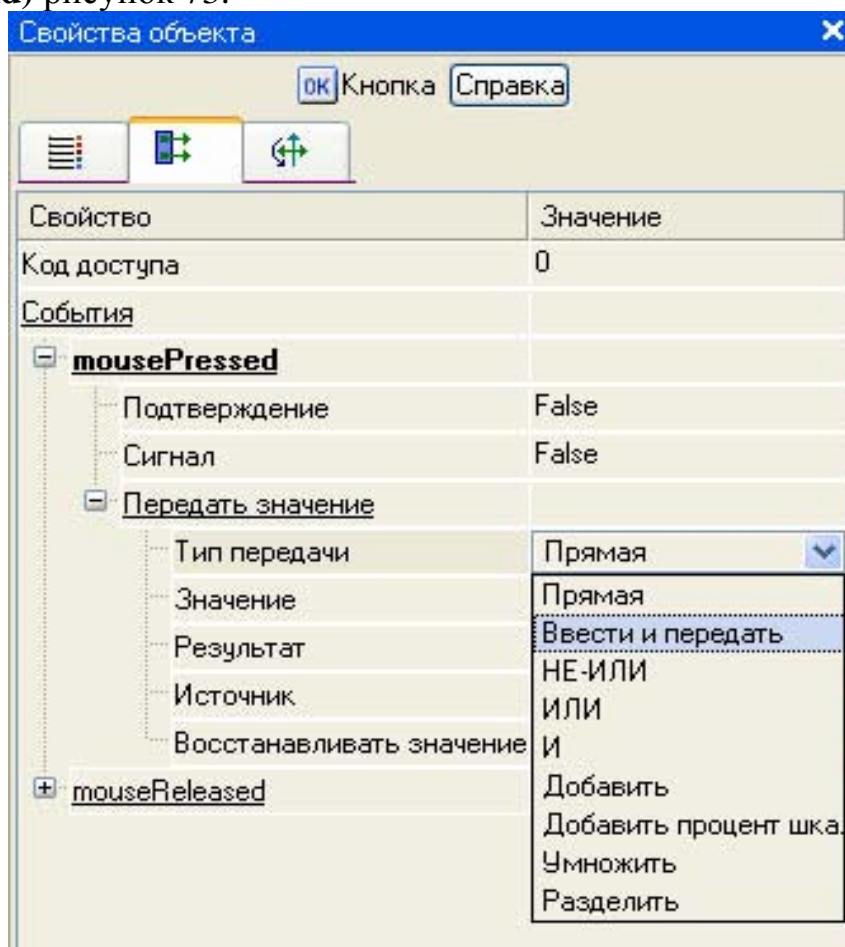 d) рисунок 73.
Свойства объекта
OK Кнопка Справка
Свойство Значение
Код доступа 0
События
mousePressed
Подтверждение False
Сигнал False
Передать значение
Тип передачи Прямая
Значение Прямая
Ввести и передать
Результат НЕ-ИЛИ
Источник ИЛИ
Восстанавливать значение И
mouseReleased Добавить
Добавить процент шка
Умножить
Разделить